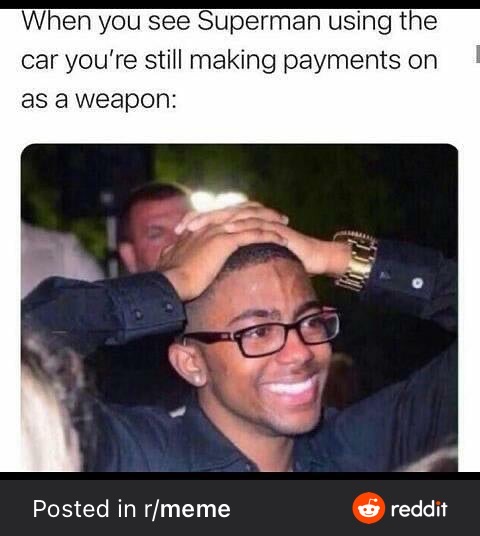 When you see Superman using the
car you're still making payments on
as a weapon:
Posted in r/meme
reddit